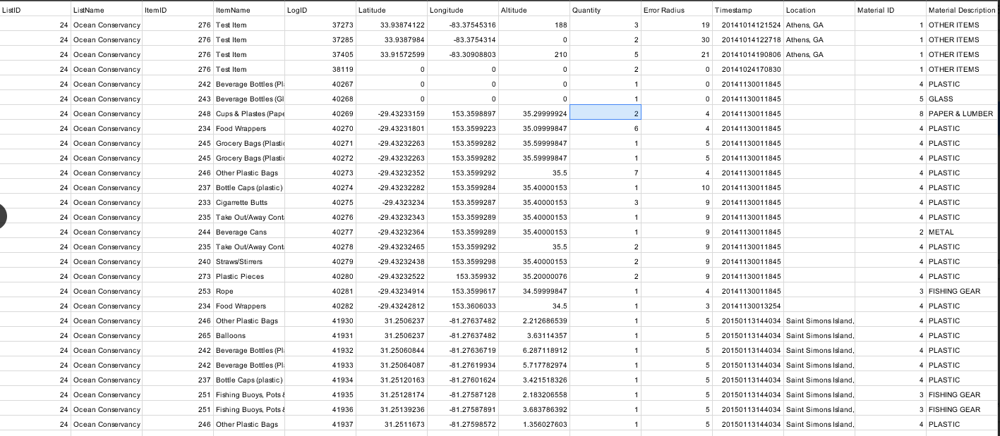 ListID ListName ItemID ItemName LogID Latitude Longitude Altitude Quantity Error Radius Timestamp Location Material ID Material Description
24 Ocean Conservancy 276 Test Item 37273 33.93874122 -83.37545316 188 3 19 20141014121524 Athens, GA 1 OTHER ITEMS
24 Ocean Conservancy 276 Test Item 37285 33.9387984 -83.3754314 0 2 30 20141014122718 Athens, GA 1 OTHER ITEMS
24 Ocean Conservancy 276 Test Item 37405 33.91572599 -83.30908803 210 5 21 20141014190806 Athens, GA 1 OTHER ITEMS
24 Ocean Conservancy 276 Test Item 38119 0 0 0 2 0 20141024170830 1 OTHER ITEMS
24 Ocean Conservancy 242 Beverage Bottles (Pl 40267 0 0 0 1 0 20141130011845 4 PLASTIC
24 Ocean Conservancy 243 Beverage Bottles (Gl 40268 0 0 0 1 0 20141130011845 5 GLASS
24 Ocean Conservancy 248 Cups & Plastes (Pape 40269 -29.43233159 153.3598897 35.29999924 2 4 20141130011845 8 PAPER & LUMBER
24 Ocean Conservancy 234 Food Wrappers 40270 -29.43231801 153.3599223 35.09999847 6 4 20141130011845 4 PLASTIC
24 Ocean Conservancy 245 Grocery Bags (Plastic 40271 -29.43232263 153.3599282 35.59999847 1 5 20141130011845 4 PLASTIC
24 Ocean Conservancy 245 Grocery Bags (Plastic 40272 -29.43232263 153.3599282 35.59999847 1 5 20141130011845 4 PLASTIC
24 Ocean Conservancy 246 Other Plastic Bags 40273 -29.43232352 153.3599292 35.5 7 4 20141130011845 4 PLASTIC
24 Ocean Conservancy 237 Bottle Caps (plastic) 40274 -29.43232282 153.3599284 35.40000153 1 10 20141130011845 4 PLASTIC
24 Ocean Conservancy 233 Cigarrette Butts 40275 -29.4323234 153.3599287 35.40000153 3 9 20141130011845 4 PLASTIC
24 Ocean Conservancy 235 Take Out/Away Cont 40276 -29.43232343 153.3599289 35.40000153 1 9 20141130011845 4 PLASTIC
24 Ocean Conservancy 244 Beverage Cans 40277 -29.43232364 153.3599289 35.40000153 1 9 20141130011845 2 METAL
24 Ocean Conservancy 235 Take Out/Away Cont 40278 -29.43232465 153.3599292 35.5 2 9 20141130011845 4 PLASTIC
24 Ocean Conservancy 240 Straws/Stirrers 40279 -29.43232438 153.3599298 35.40000153 2 9 20141130011845 4 PLASTIC
24 Ocean Conservancy 273 Plastic Pieces 40280 -29.43232522 153.359932 35.20000076 2 9 20141130011845 4 PLASTIC
24 Ocean Conservancy 253 Rope 40281 -29.43234914 153.3599617 34.59999847 1 4 20141130011845 3 FISHING GEAR
24 Ocean Conservancy 234 Food Wrappers 40282 -29.43242812 153.3606033 34.5 1 3 20141130013254 4 PLASTIC
24 Ocean Conservancy 246 Other Plastic Bags 41930 31.2506237 -81.27637482 2.212686539 1 5 20150113144034 Saint Simons Island, 4 PLASTIC
24 Ocean Conservancy 265 Balloons 41931 31.2506237 -81.27637482 3.63114357 1 5 20150113144034 Saint Simons Island, 4 PLASTIC
24 Ocean Conservancy 242 Beverage Bottles (Pl 41932 31.25060844 -81.27636719 6.287118912 1 5 20150113144034 Saint Simons Island, 4 PLASTIC
24 Ocean Conservancy 242 Beverage Bottles (Pl 41933 31.25064087 -81.27619934 5.717782974 1 5 20150113144034 Saint Simons Island, 4 PLASTIC
24 Ocean Conservancy 237 Bottle Caps (plastic) 41934 31.25120163 -81.27601624 3.421518326 1 5 20150113144034 Saint Simons Island, 4 PLASTIC
24 Ocean Conservancy 251 Fishing Buoys, Pots & 41935 31.25128174 -81.27587128 2.183206558 1 5 20150113144034 Saint Simons Island, 3 FISHING GEAR
24 Ocean Conservancy 251 Fishing Buoys, Pots & 41936 31.25139236 -81.27587891 3.683786392 1 5 20150113144034 Saint Simons Island, 3 FISHING GEAR
24 Ocean Conservancy 246 Other Plastic Bags 41937 31.2511673 -81.27598572 1.356027603 1 5 20150113144034 Saint Simons Island, 4 PLASTIC